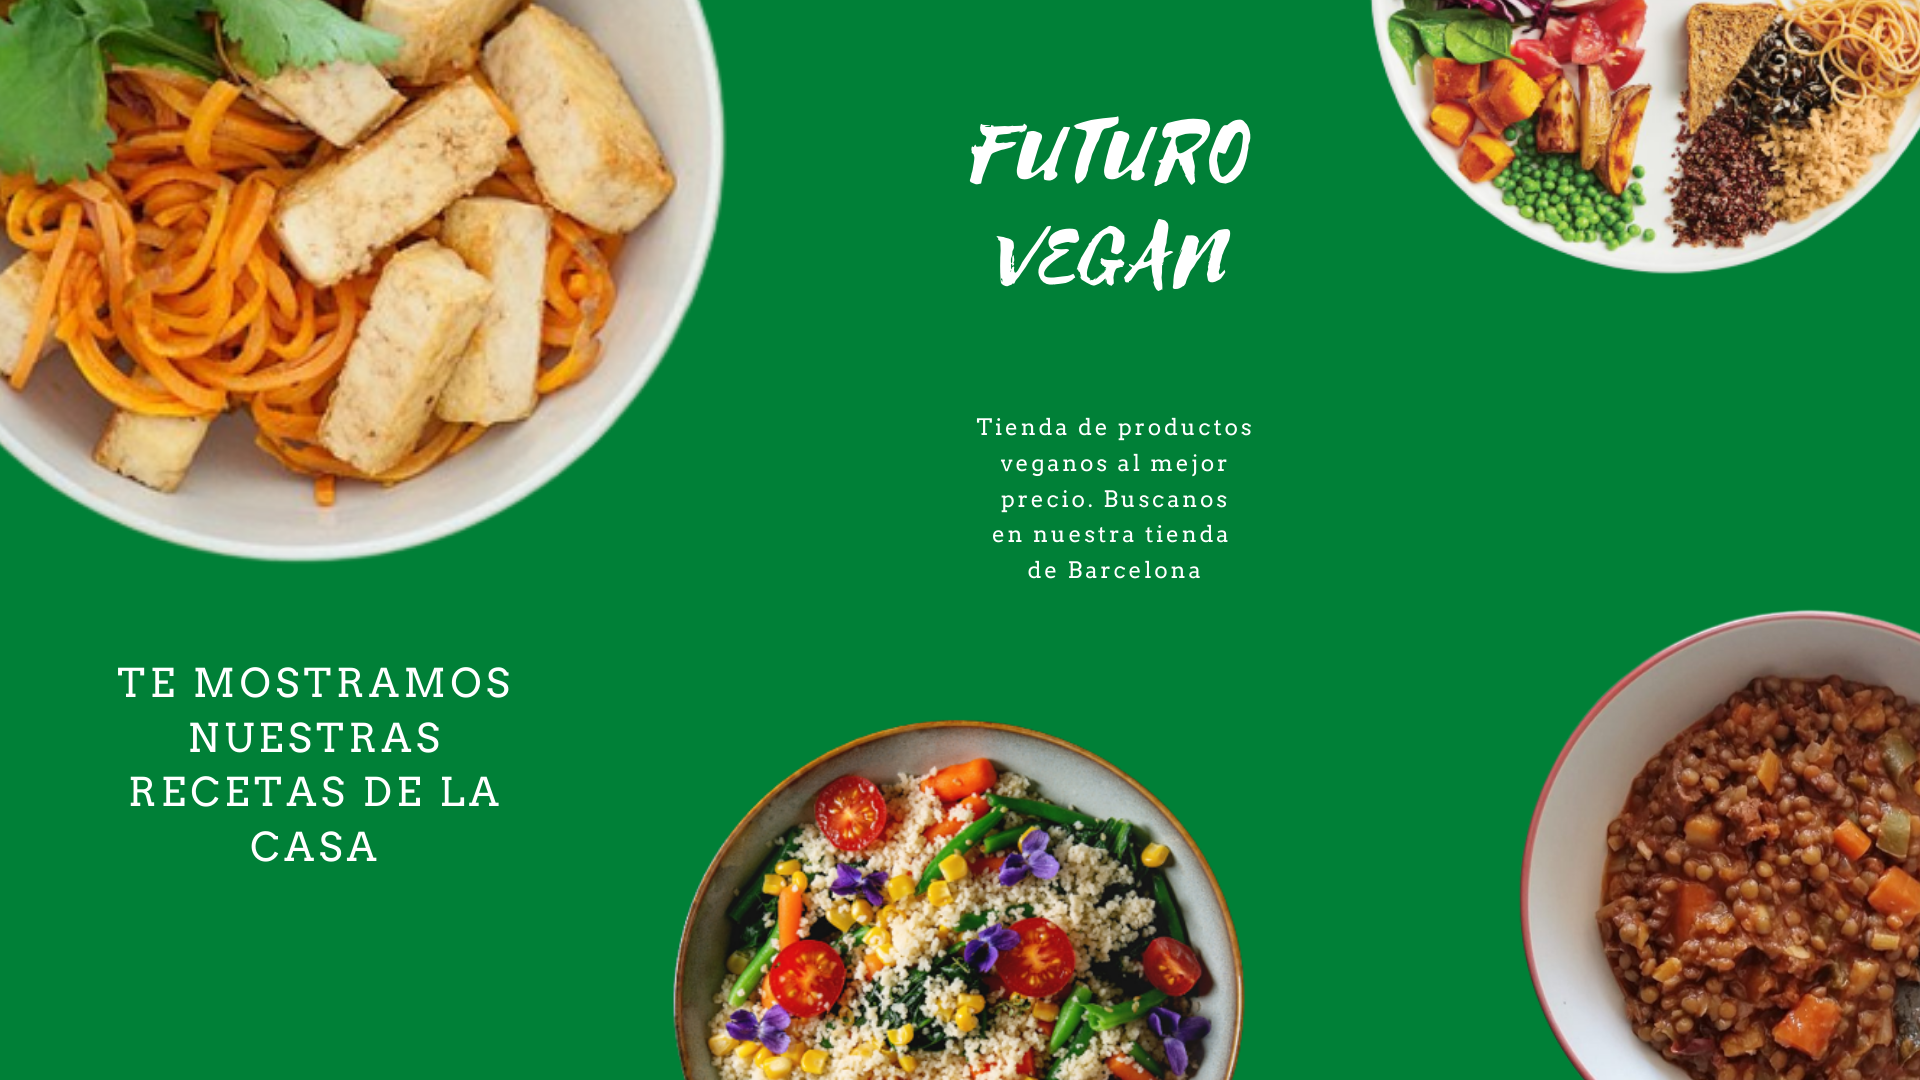 FUTURO
VEGAN
Tienda de productos
veganos al mejor
precio. Buscanos
en nuestra tienda
de Barcelona
TE MOSTRAMOS
NUESTRAS
RECETAS DE LA
CASA